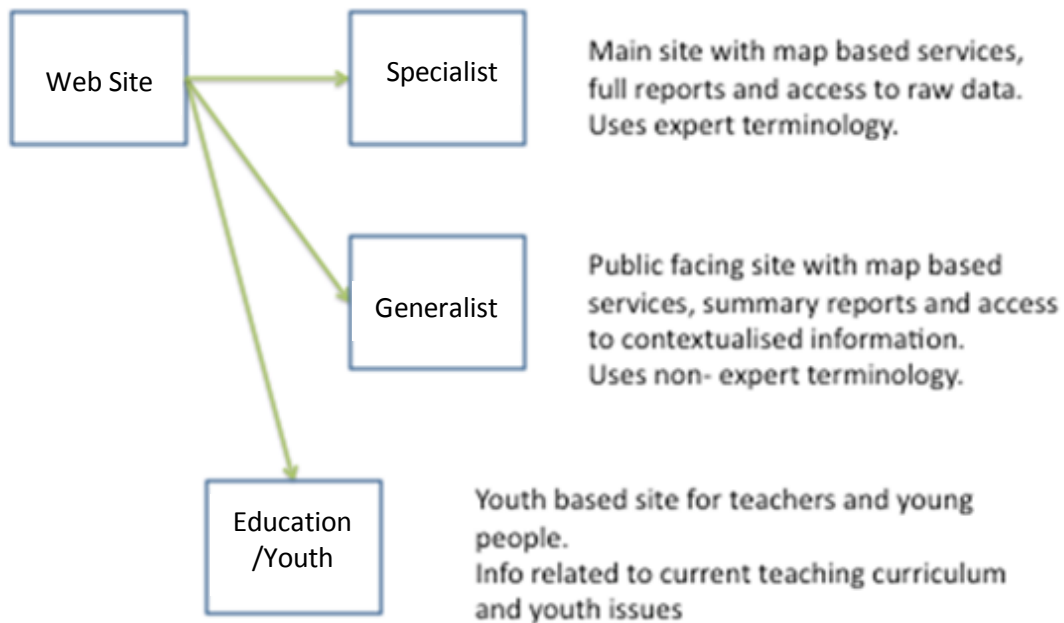 Web Site
Specialist
Main site with map based services,
full reports and access to raw data.
Uses expert terminology.
Generalist
Public facing site with map based
services, summary reports and access
to contextualised information.
Uses non- expert terminology.
Education
/Youth
Youth based site for teachers and young
people.
Info related to current teaching curriculum
and youth issues